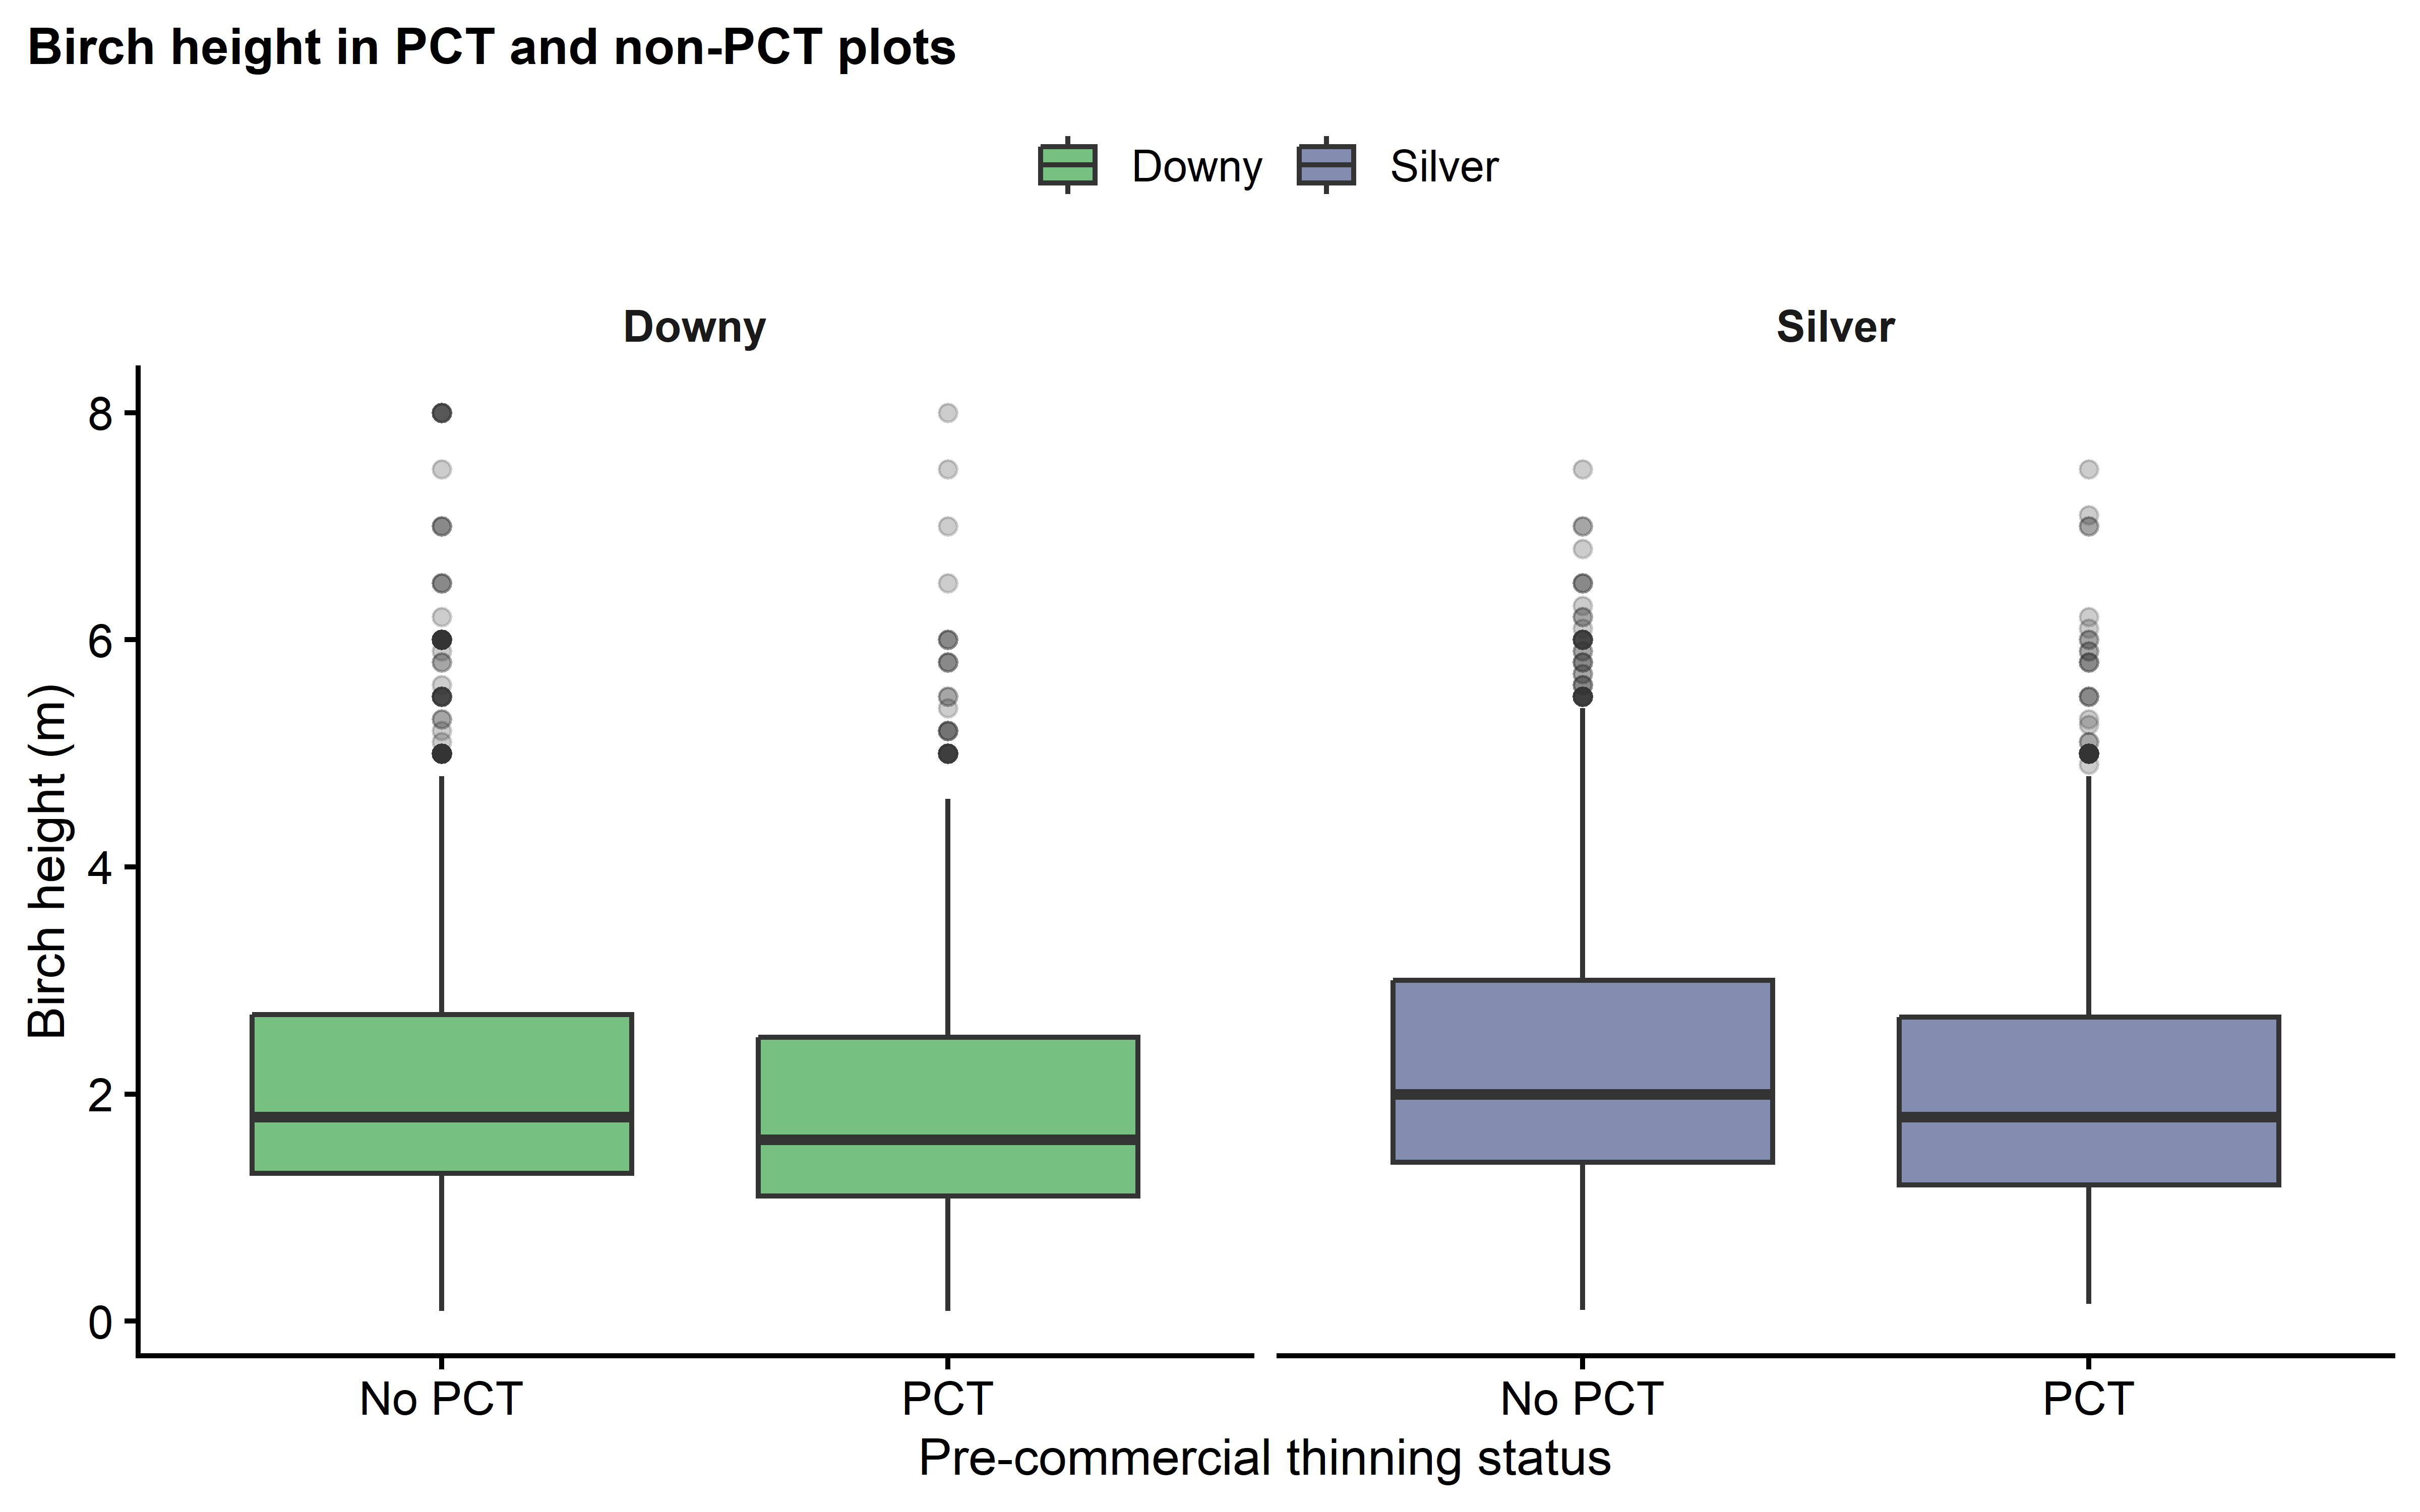 Birch height in PCT and non-PCT plots
Downy Silver
Downy Silver
Birch height (m)
8
6
4
2
0
No PCT PCT No PCT PCT
Pre-commercial thinning status